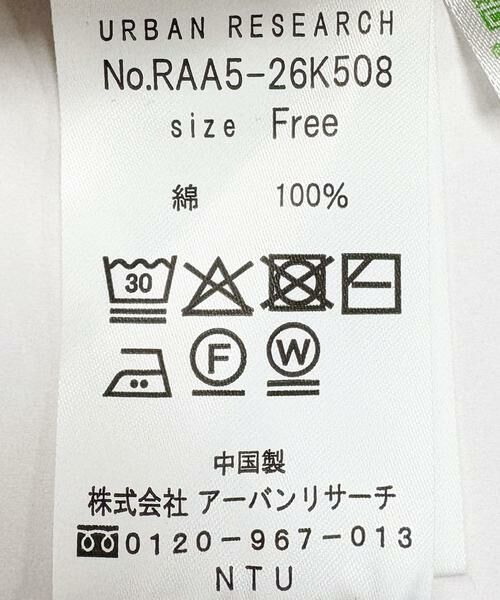 URBAN RESEARCH
No.RAA5-26K508
size Free
綿 100%
30
F W
中国製
株式会社 アーバンリサーチ
0120-967-013
NTU